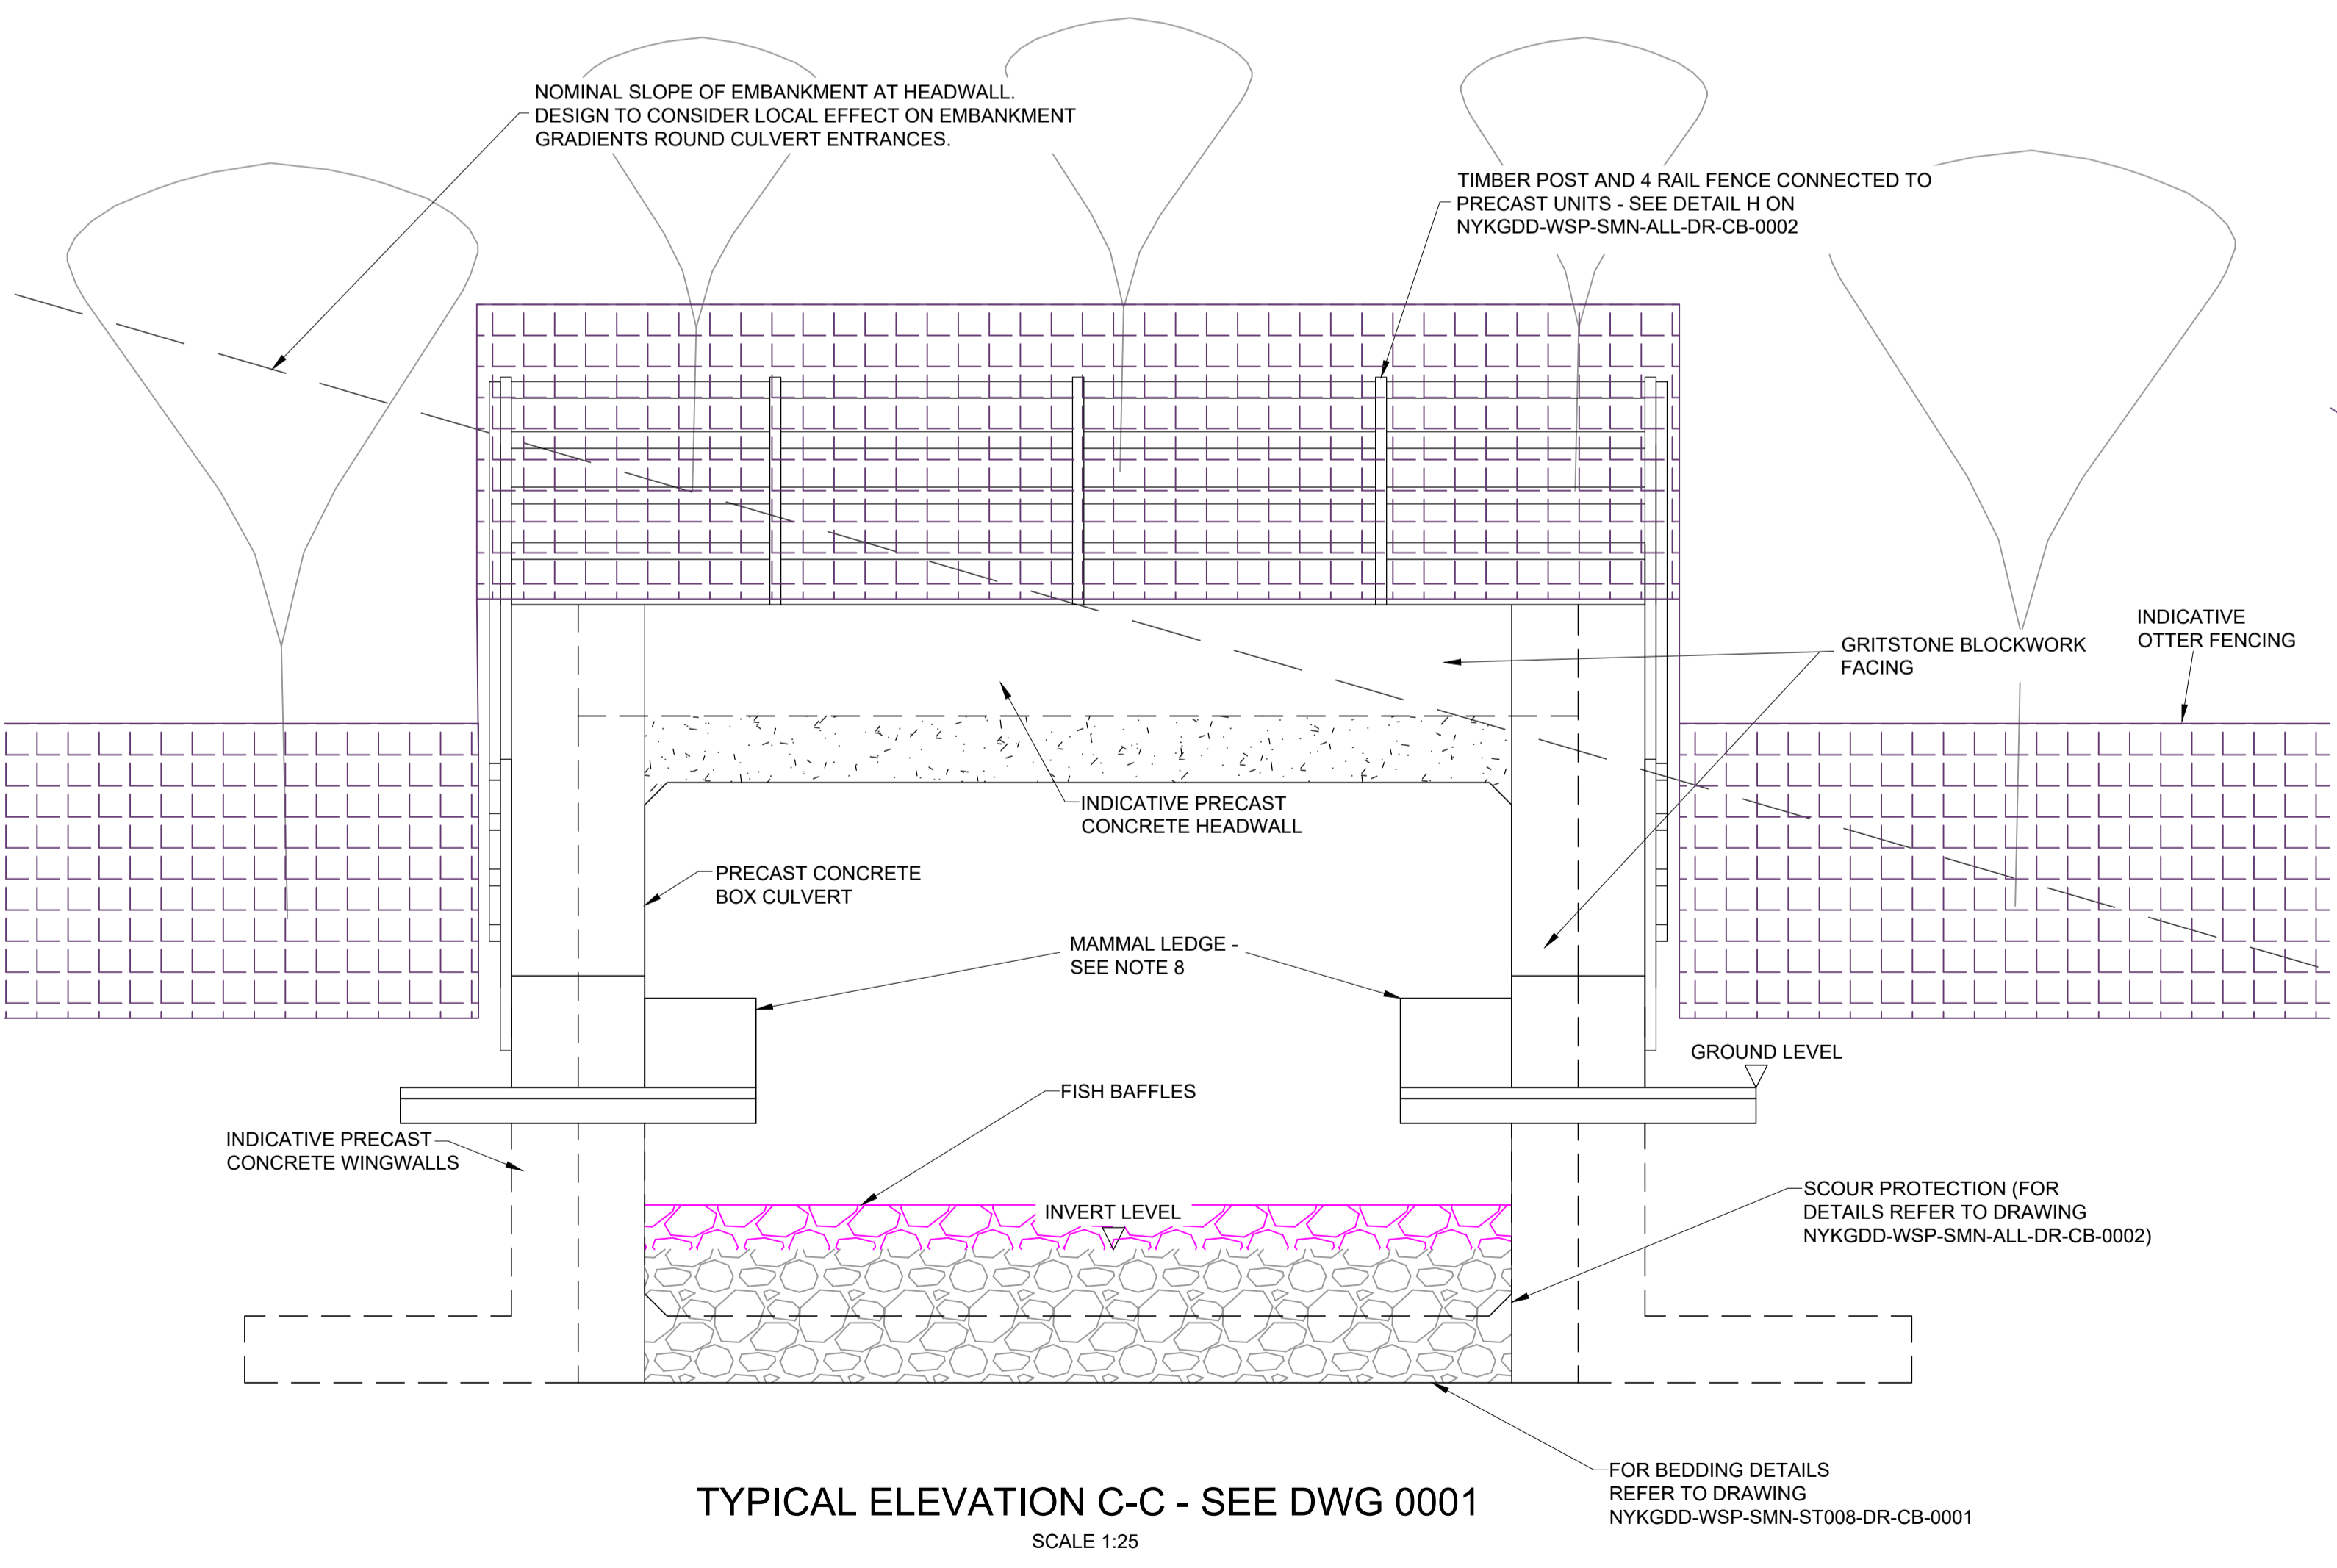 NOMINAL SLOPE OF EMBANKMENT AT HEADWALL.
DESIGN TO CONSIDER LOCAL EFFECT ON EMBANKMENT
GRADIENTS ROUND CULVERT ENTRANCES.
TIMBER POST AND 4 RAIL FENCE CONNECTED TO
PRECAST UNITS - SEE DETAIL H ON
NYKGDD-WSP-SMN-ALL-DR-CB-0002
INDICATIVE
OTTER FENCING
GRITSTONE BLOCKWORK
FACING
INDICATIVE PRECAST
CONCRETE HEADWALL
PRECAST CONCRETE
BOX CULVERT
MAMMAL LEDGE -
SEE NOTE 8
GROUND LEVEL
FISH BAFFLES
INDICATIVE PRECAST
CONCRETE WINGWALLS
INVERT LEVEL
SCOUR PROTECTION (FOR
DETAILS REFER TO DRAWING
NYKGDD-WSP-SMN-ALL-DR-CB-0002)
FOR BEDDING DETAILS
REFER TO DRAWING
NYKGDD-WSP-SMN-ST008-DR-CB-0001
TYPICAL ELEVATION C-C - SEE DWG 0001
SCALE 1:25